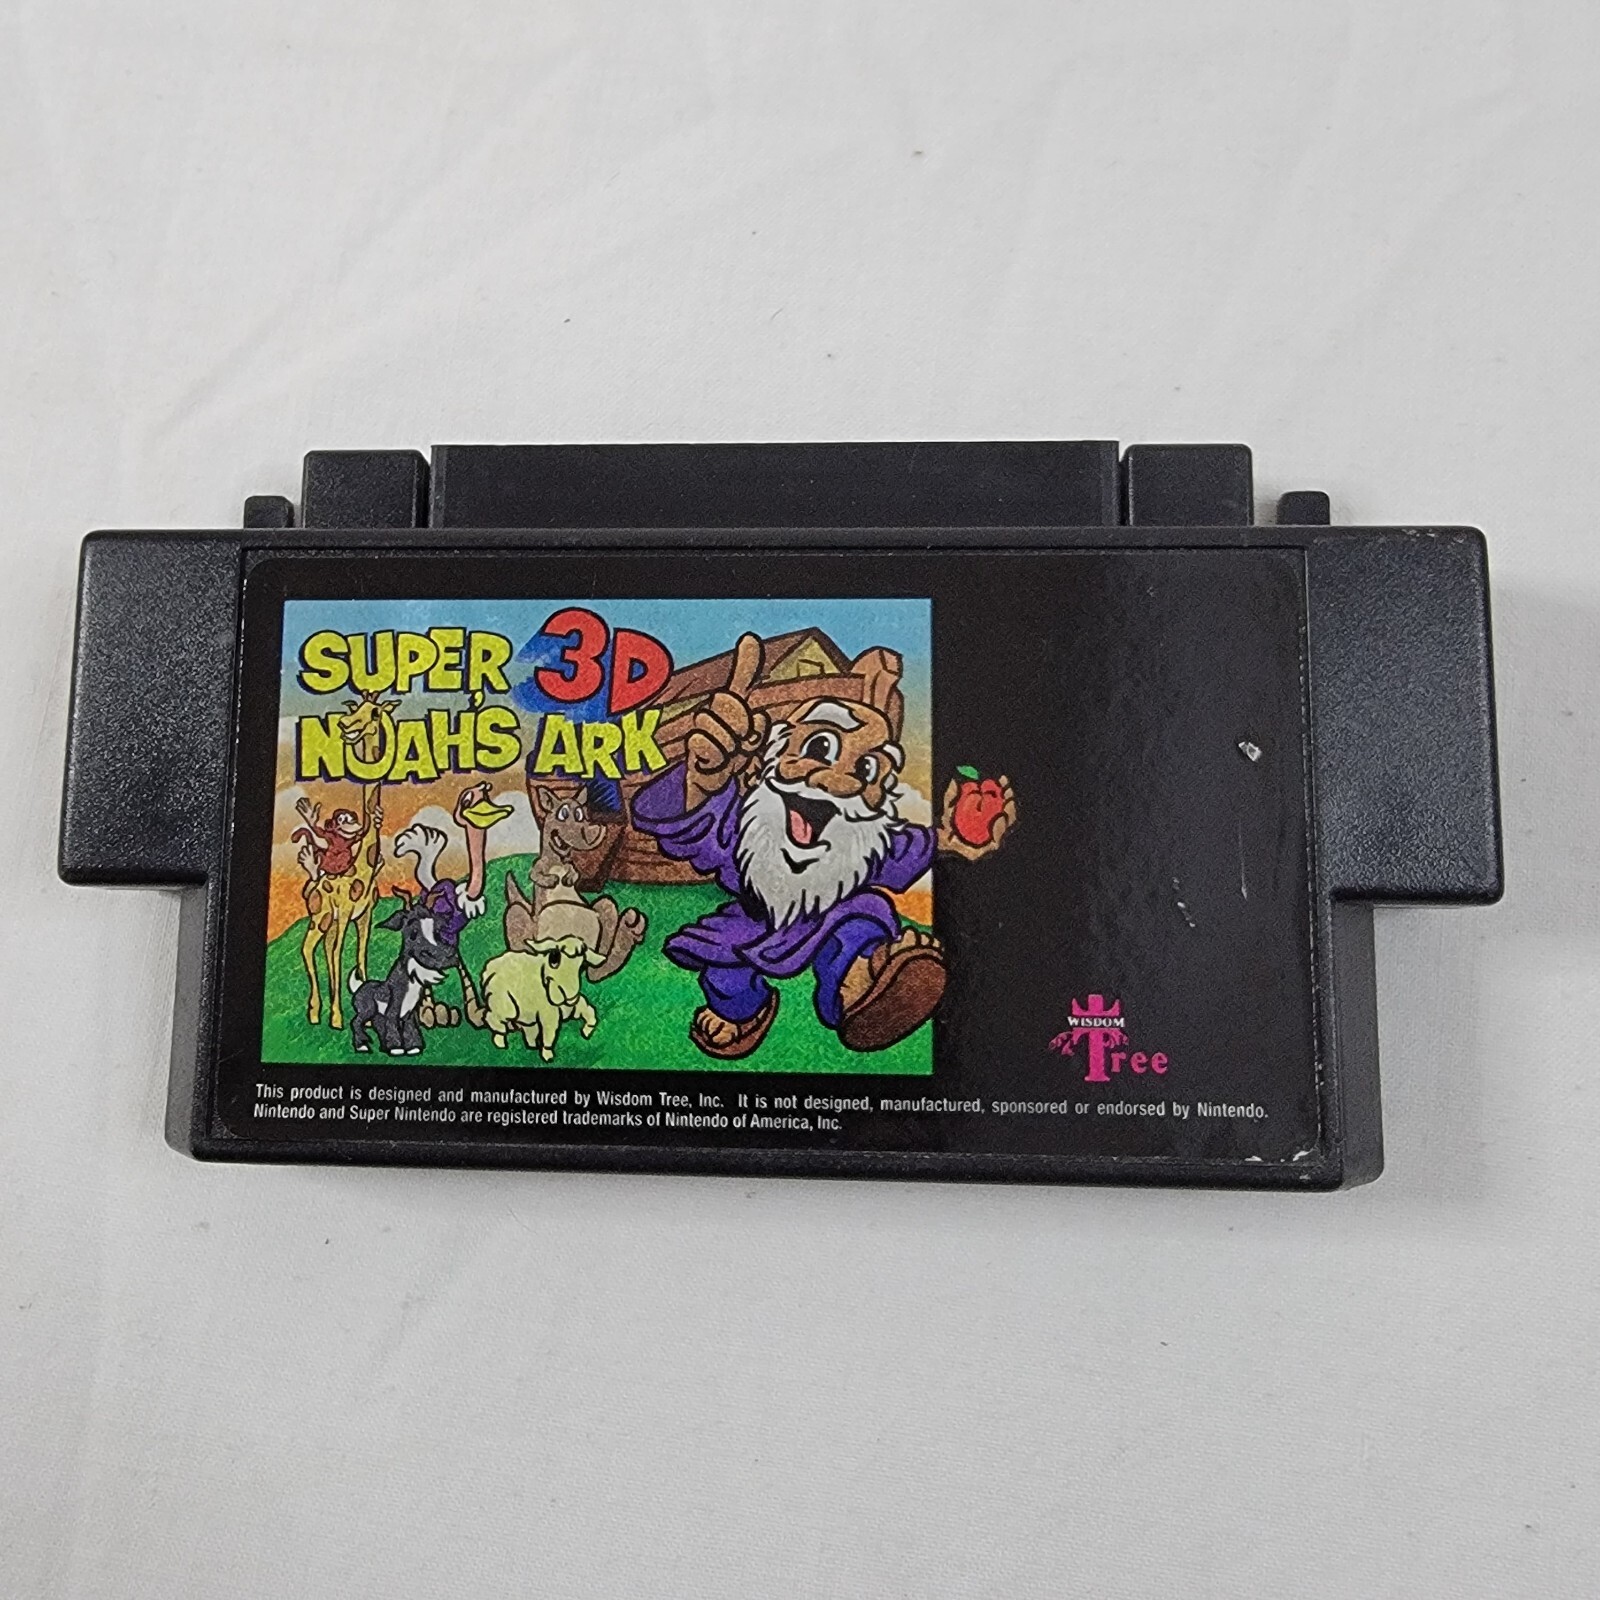 SUPER 3D
NOAH'S ARK
WISDOM
Tree
This product is designed and manufactured by Wisdom Tree, Inc. It is not designed, manufactured, sponsored or endorsed by Nintendo.
Nintendo and Super Nintendo are registered trademarks of Nintendo of America, Inc.